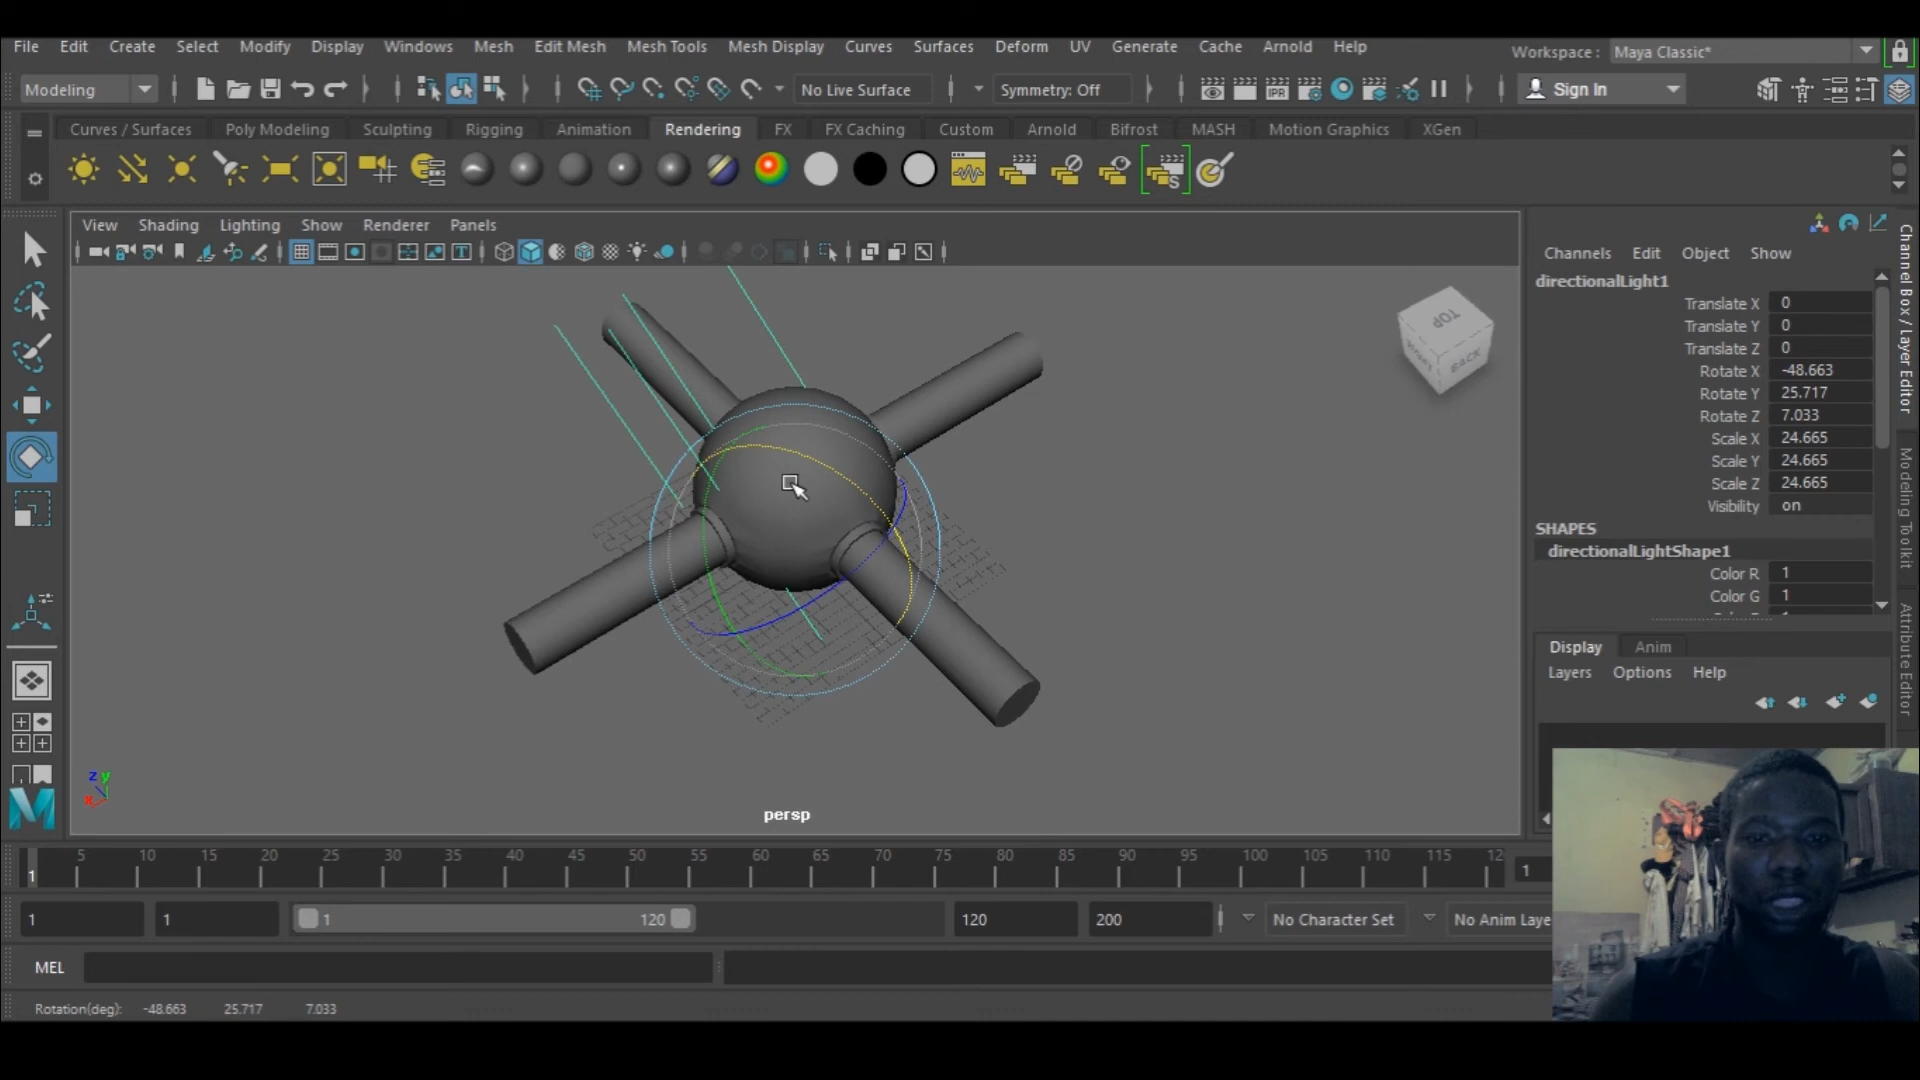 File Edit Create Select Modify Display Windows Mesh Edit Mesh Mesh Tools Mesh Display Curves Surfaces Deform UV Generate Cache Arnold Help
Workspace : Maya Classic*
Modeling No Live Surface Symmetry: Off Sign In
Curves / Surfaces Poly Modeling Sculpting Rigging Animation Rendering FX FX Caching Custom Arnold Bifrost MASH Motion Graphics XGen
View Shading Lighting Show Renderer Panels
Channels Edit Object Show
directionalLight1
Translate X 0
Translate Y 0
Translate Z 0
Rotate X -48.663
Rotate Y 25.717
Rotate Z 7.033
Scale X 24.665
Scale Y 24.665
Scale Z 24.665
Visibility on
SHAPES
directionalLightShape1
Color R 1
Color G 1
Display Anim
Layers Options Help
Channel Box / Layer Editor
Modeling Toolkit
Attribute Editor
TOP
BACK
z y
x
persp
5 10 15 20 25 30 35 40 45 50 55 60 65 70 75 80 85 90 95 100 105 110 115 12
1 1
1 1 1 120 120 200 No Character Set No Anim Laye
MEL
Rotation(deg): -48.663 25.717 7.033
IPR
S
T
M